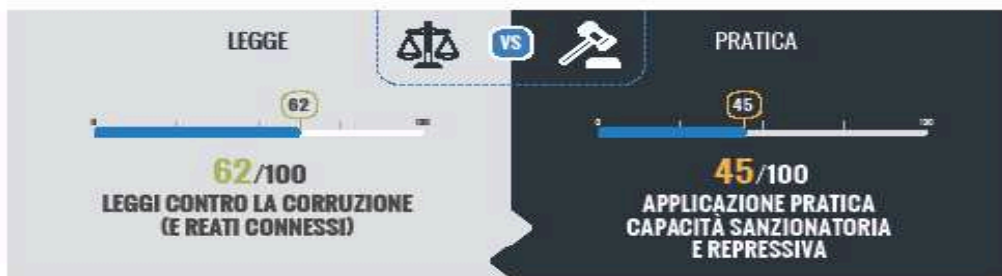 LEGGE
VS
PRATICA
62
0
100
62/100
LEGGI CONTRO LA CORRUZIONE
(E REATI CONNESSI)
45
0
100
45/100
APPLICAZIONE PRATICA
CAPACITÀ SANZIONATORIA
E REPRESSIVA